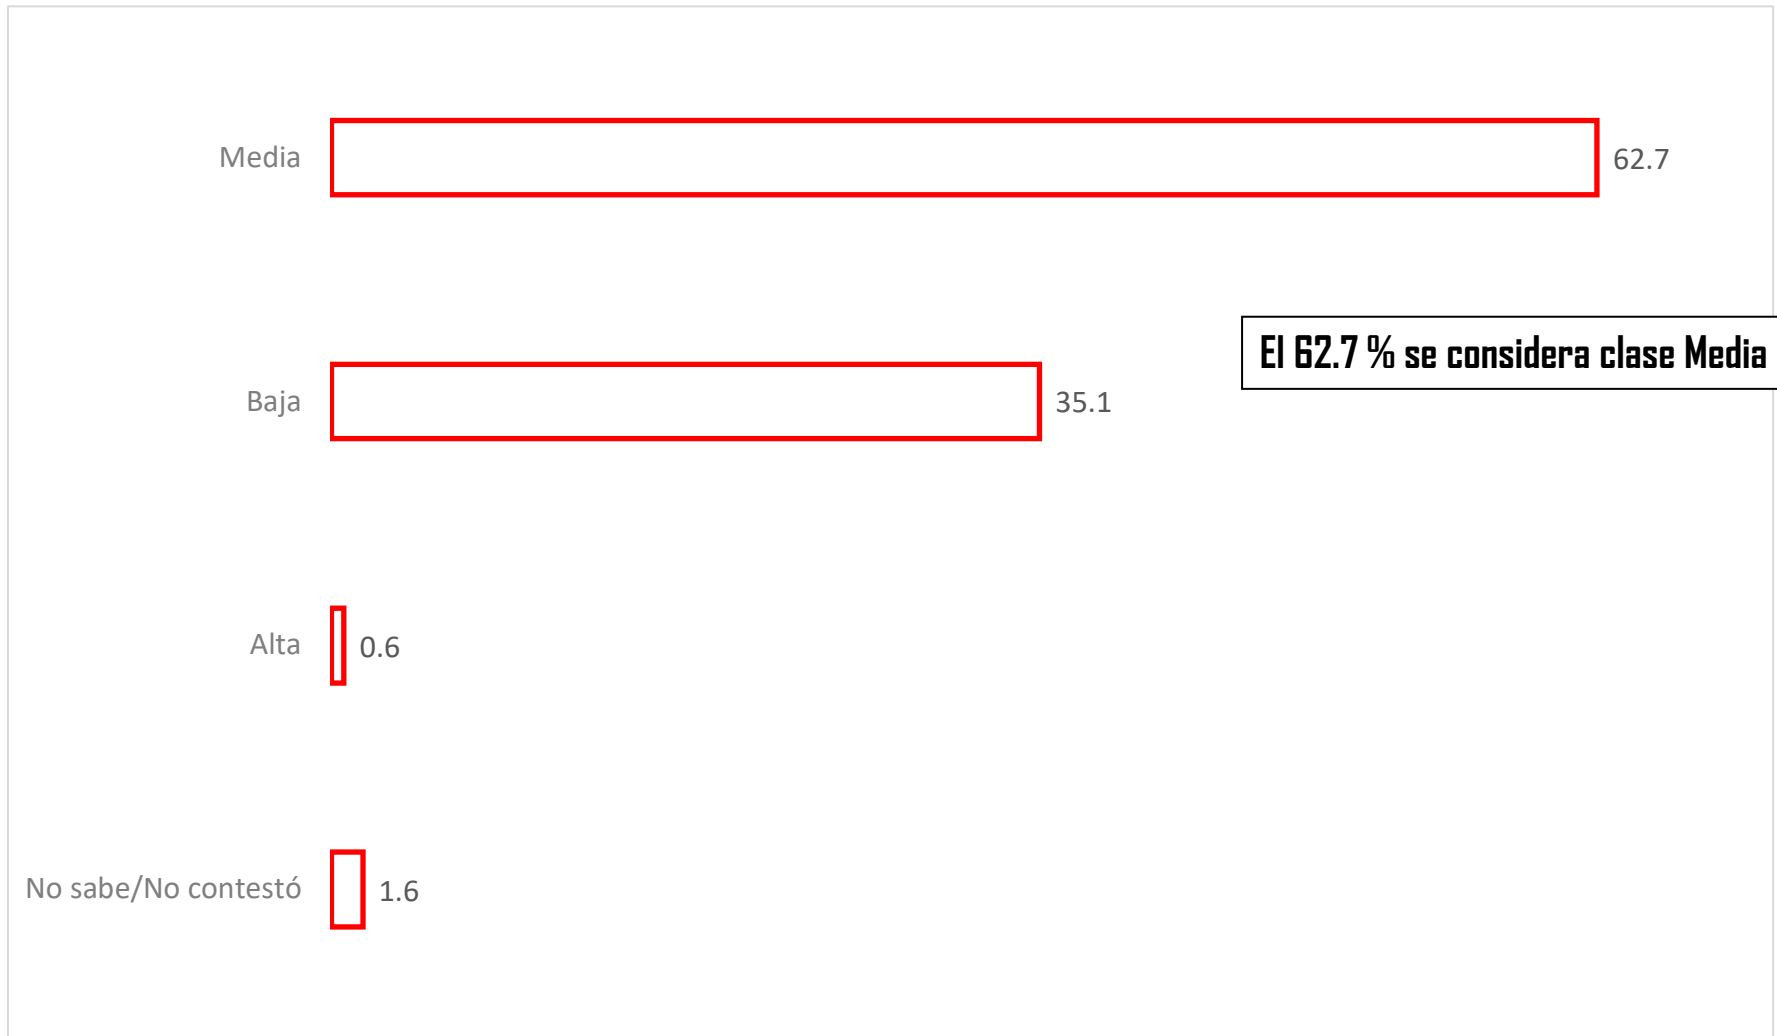 Media
62.7
El 62.7 % se considera clase Media
Baja
35.1
Alta
0.6
No sabe/No contestó
1.6